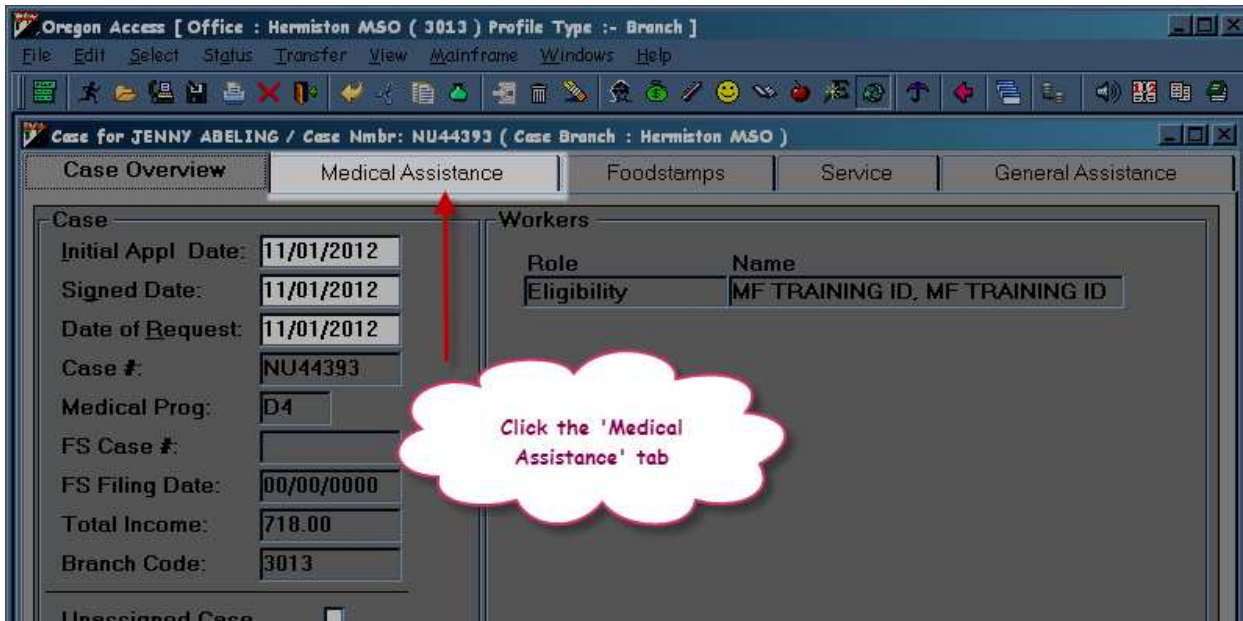 Oregon Access [ Office : Hermiston MSO ( 3013 ) Profile Type :- Branch ]
File Edit Select Status Transfer View Mainframe Windows Help
Case for JENNY ABELING / Case Nmbr: NU44393 ( Case Branch : Hermiston MSO )
Case Overview Medical Assistance Foodstamps Service General Assistance
Case Workers
Initial Appl Date: 11/01/2012
Role Name
Signed Date: 11/01/2012 Eligibility MF TRAINING ID, MF TRAINING ID
Date of Request: 11/01/2012
Case #: NU44393
Medical Prog: D4
Click the 'Medical
Assistance' tab
FS Case #:
FS Filing Date: 00/00/0000
Total Income: 718.00
Branch Code: 3013
Unassigned Case